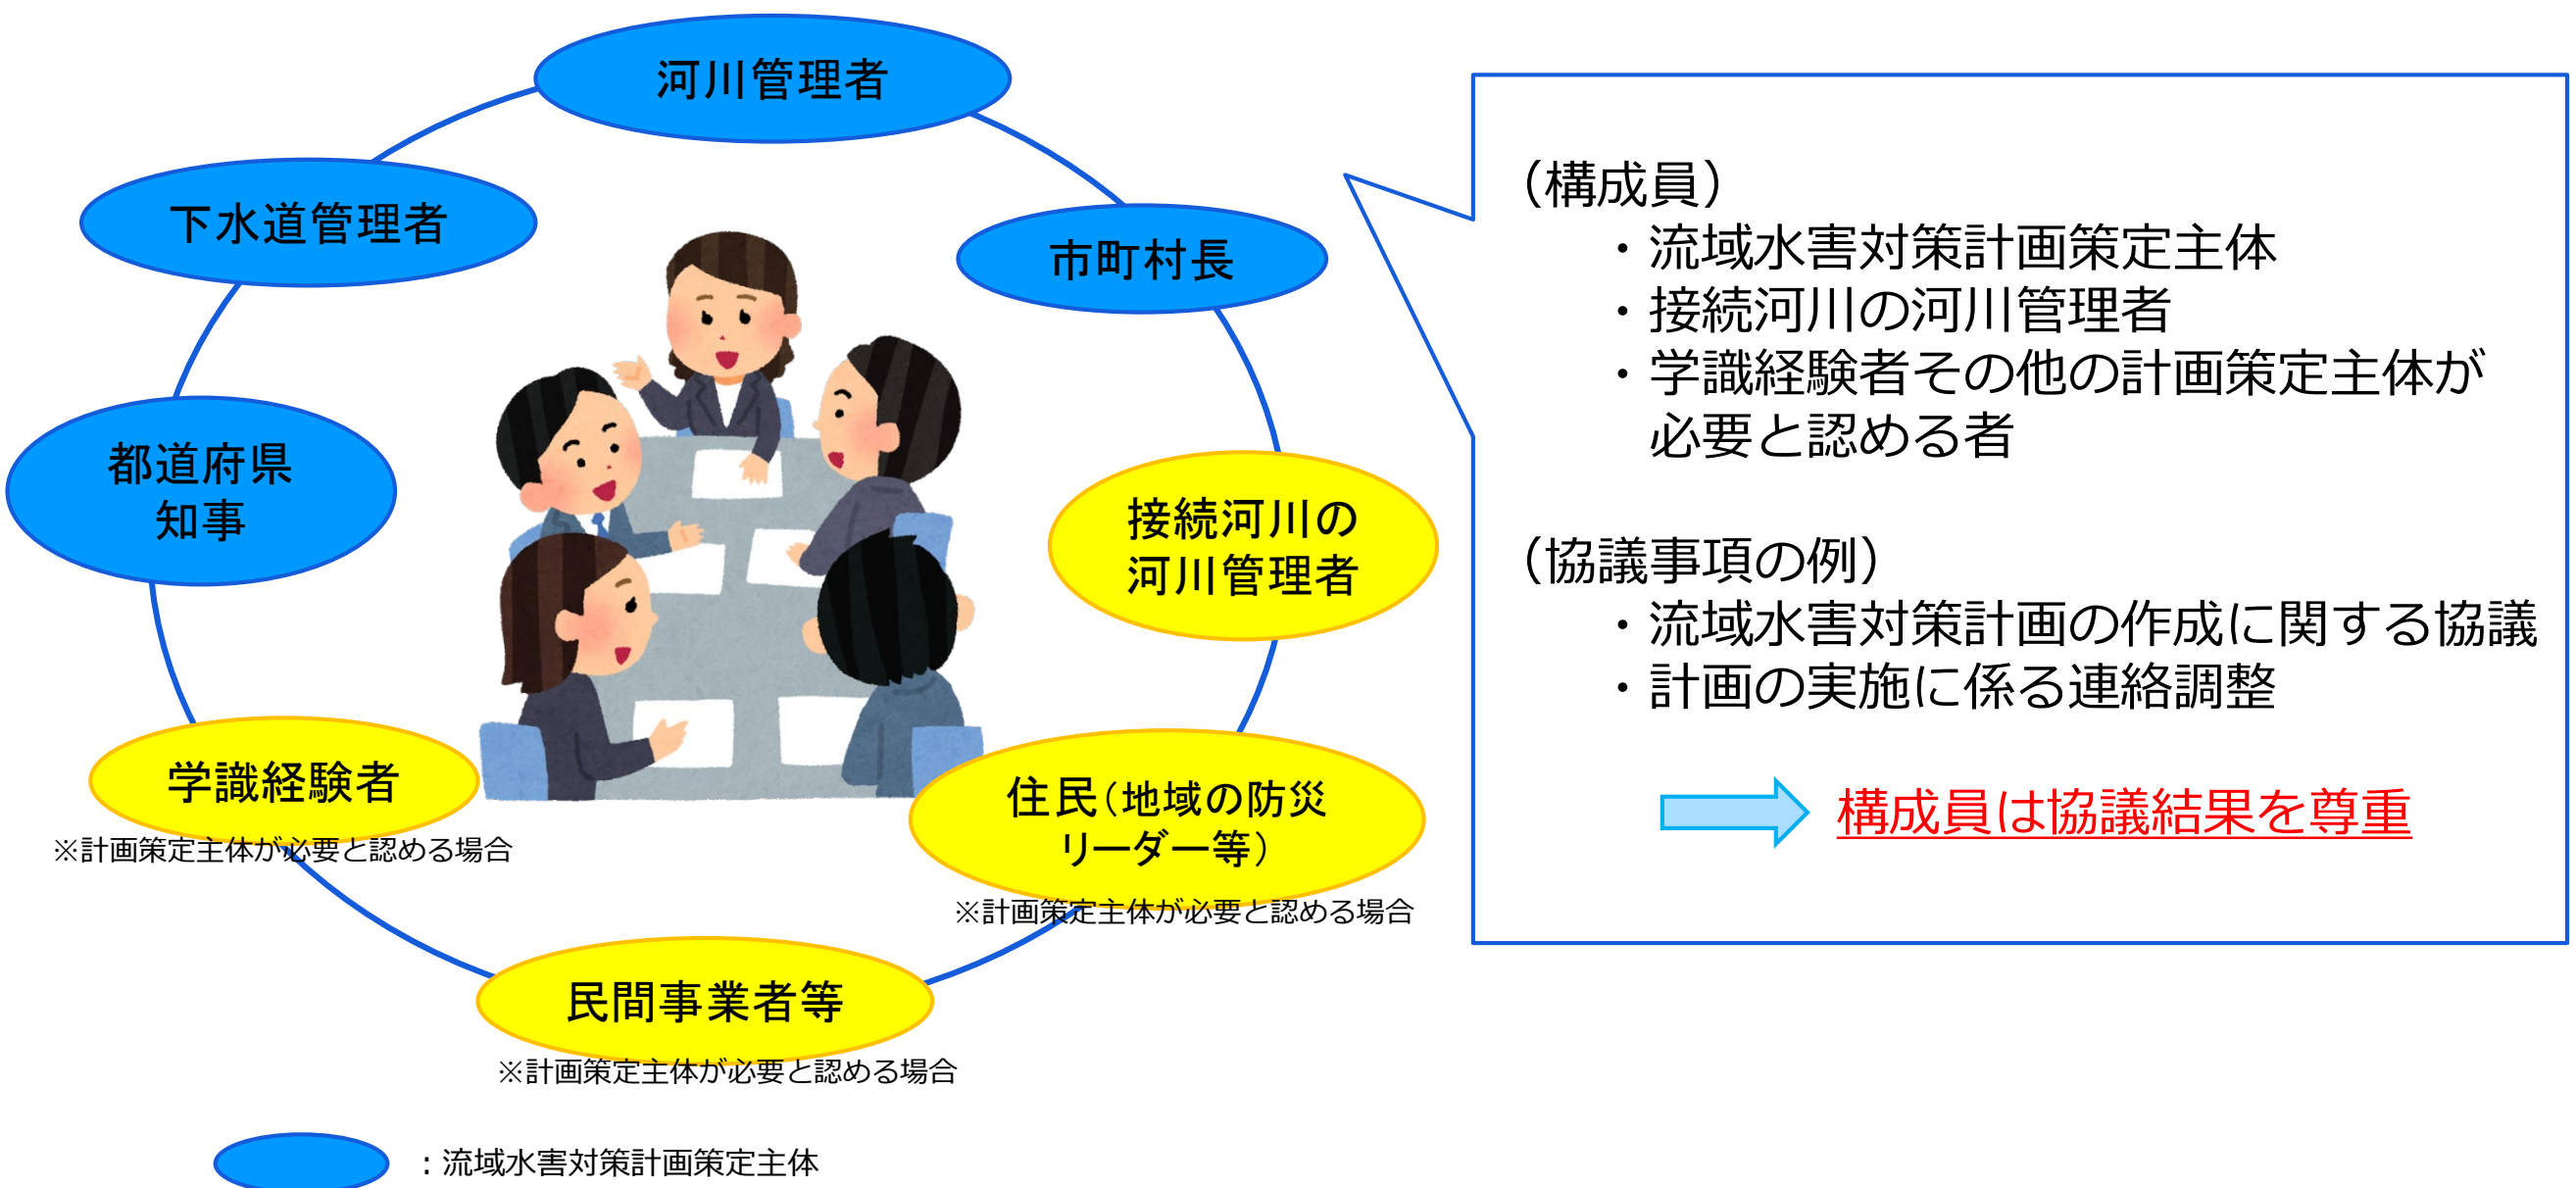 河川管理者
下水道管理者
市町村長
都道府県
知事
接続河川の
河川管理者
学識経験者
※計画策定主体が必要と認める場合
住民（地域の防災
リーダー等）
※計画策定主体が必要と認める場合
民間事業者等
※計画策定主体が必要と認める場合
：流域水害対策計画策定主体
（構成員）
・流域水害対策計画策定主体
・接続河川の河川管理者
・学識経験者その他の計画策定主体が
必要と認める者
（協議事項の例）
・流域水害対策計画の作成に関する協議
・計画の実施に係る連絡調整
構成員は協議結果を尊重